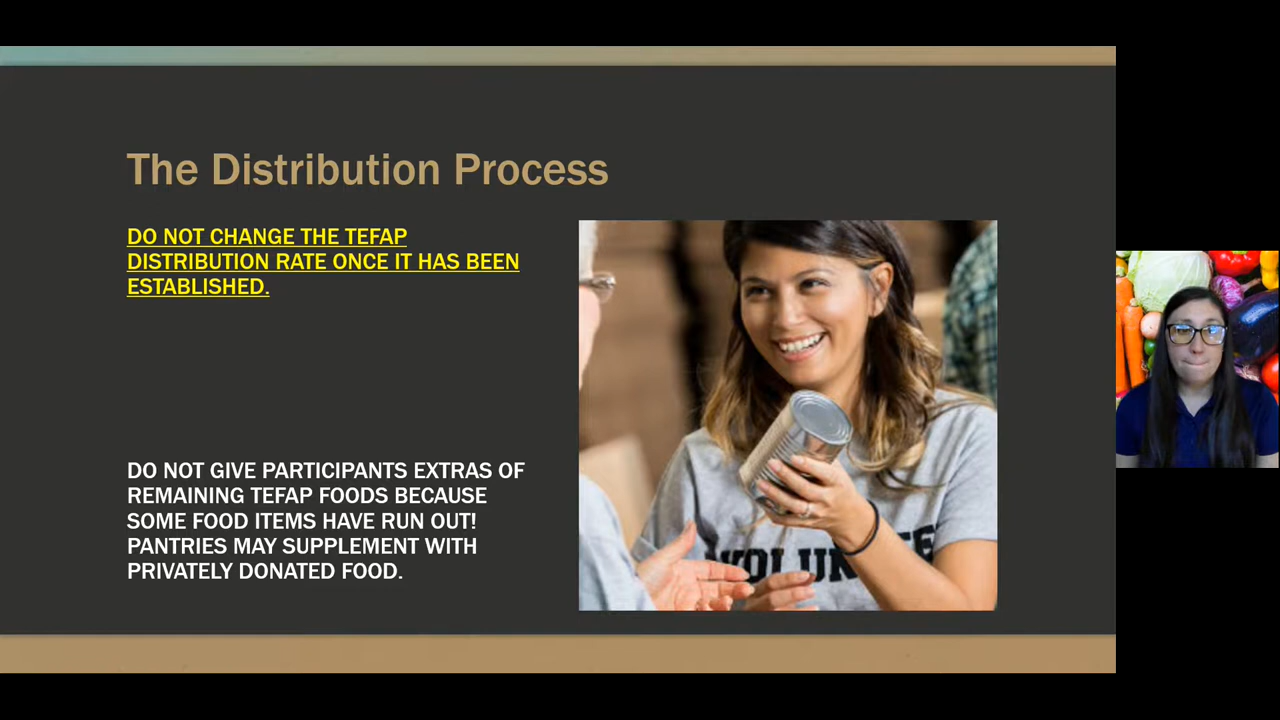 The Distribution Process
DO NOT CHANGE THE TEFAP
DISTRIBUTION RATE ONCE IT HAS BEEN
ESTABLISHED.
DO NOT GIVE PARTICIPANTS EXTRAS OF
REMAINING TEFAP FOODS BECAUSE
SOME FOOD ITEMS HAVE RUN OUT!
PANTRIES MAY SUPPLEMENT WITH
PRIVATELY DONATED FOOD.
VOLUNTE